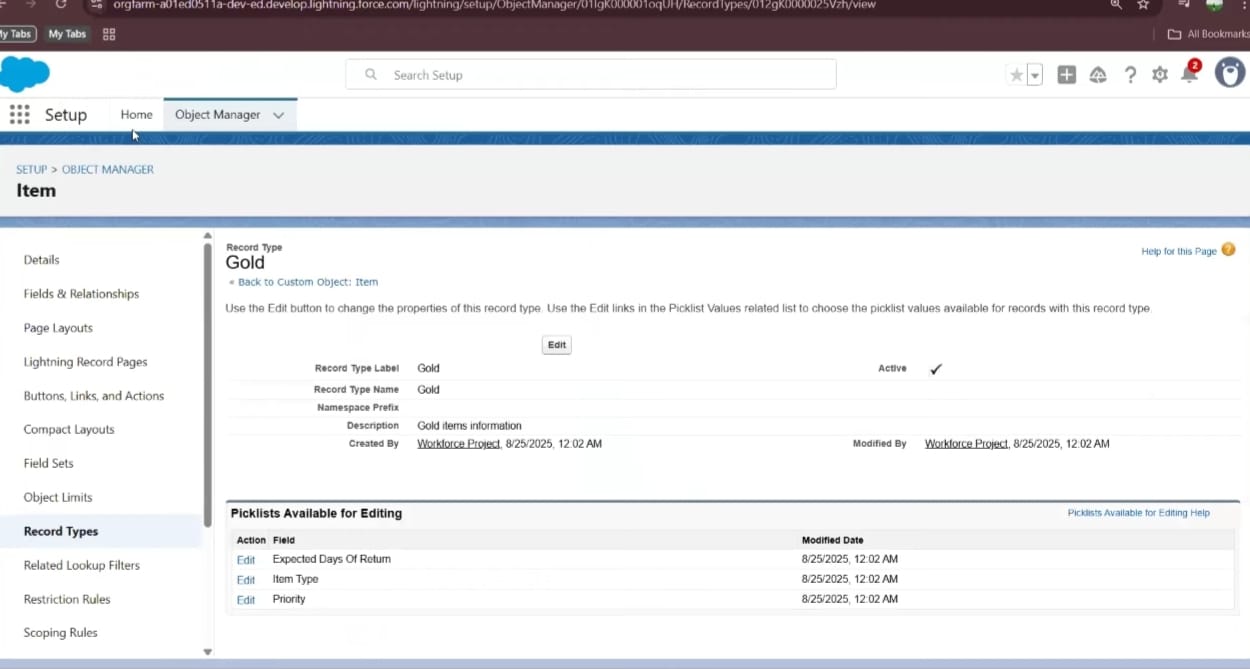 orgfarm-a01ed0511a-dev-ed.develop.lightning.force.com/lightning/setup/ObjectManager/01IgK000001oqUH/RecordTypes/012gK0000025Vzh/view
My Tabs
My Tabs
All Bookmarks
Search Setup
2
Setup
Home
Object Manager
SETUP > OBJECT MANAGER
Item
Details
Fields & Relationships
Page Layouts
Lightning Record Pages
Buttons, Links, and Actions
Compact Layouts
Field Sets
Object Limits
Record Types
Related Lookup Filters
Restriction Rules
Scoping Rules
Record Type
Gold
Help for this Page
« Back to Custom Object: Item
Use the Edit button to change the properties of this record type. Use the Edit links in the Picklist Values related list to choose the picklist values available for records with this record type.
Edit
Record Type Label Gold Active ✓
Record Type Name Gold
Namespace Prefix
Description Gold items information
Created By Workforce Project, 8/25/2025, 12:02 AM Modified By Workforce Project, 8/25/2025, 12:02 AM
Picklists Available for Editing Picklists Available for Editing Help
Action Field Modified Date
Edit Expected Days Of Return 8/25/2025, 12:02 AM
Edit Item Type 8/25/2025, 12:02 AM
Edit Priority 8/25/2025, 12:02 AM